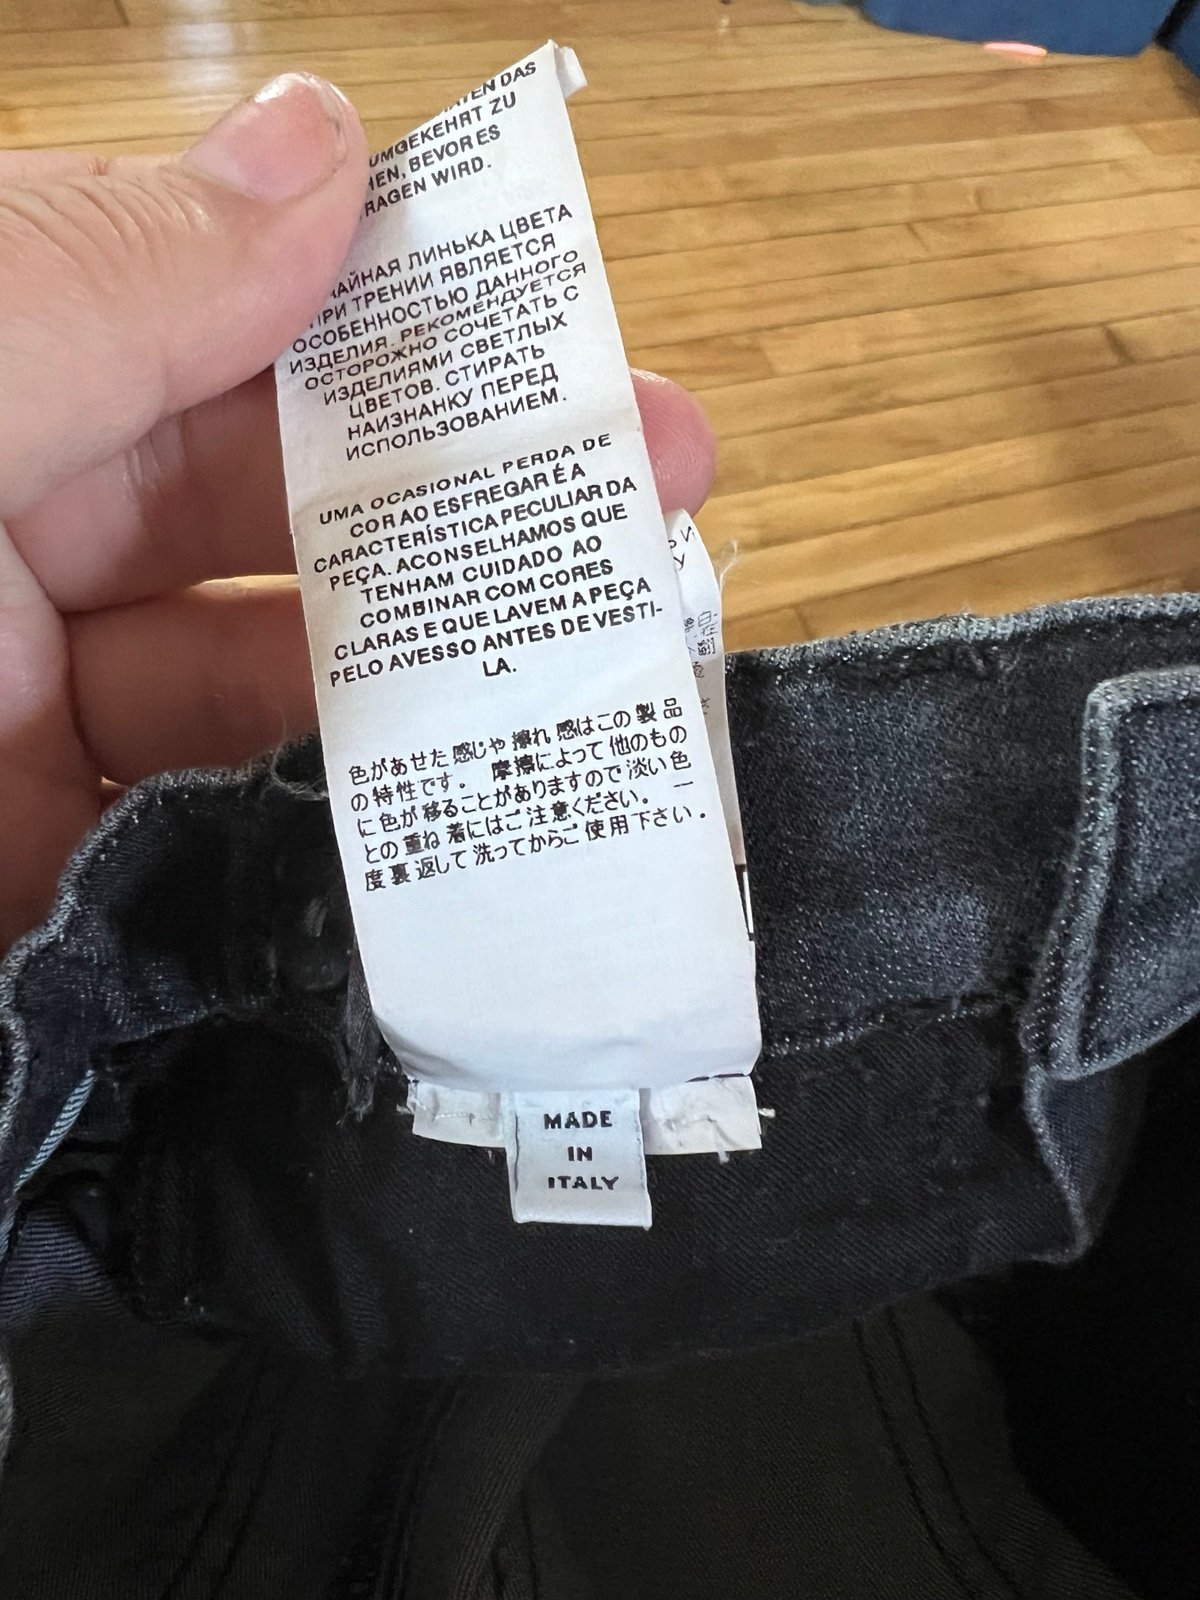 DAS
UMGEKEHRT ZU
BEVOR ES
WIRD.
ЛИНЬКА ЦВЕТА
ПРИ ТРЕНИИ ЯВЛЯЕТСЯ
ОСОБЕННОСТЬЮ ДАННОГО
ИЗДЕЛИЯ. РЕКОМЕНДУЕТСЯ
ОСТОРОЖНО СОЧЕТАТЬ С
ИЗДЕЛИЯМИ СВЕТЛЫХ
ЦВЕТОВ. СТИРАТЬ
НАИЗНАНКУ ПЕРЕД
ИСПОЛЬЗОВАНИЕМ.
UMA OCASIONAL PERDA DE
COR AO ESFREGAR É A
CARACTERÍSTICA PECULIAR DA
PEÇA. ACONSELHAMOS QUE
TENHAM CUIDADO AO
COMBINAR COM CORES
CLARAS E QUE LAVEM A PEÇA
PELO AVESSO ANTES DE VESTI-
LA.
色があせた感じや擦れ感はこの製品
の特性です。 摩擦によって他のもの
に色が移ることがありますので淡い色
との重ね着にはご注意ください。 一
度裏返して洗ってからご使用下さい。
MADE
IN
ITALY